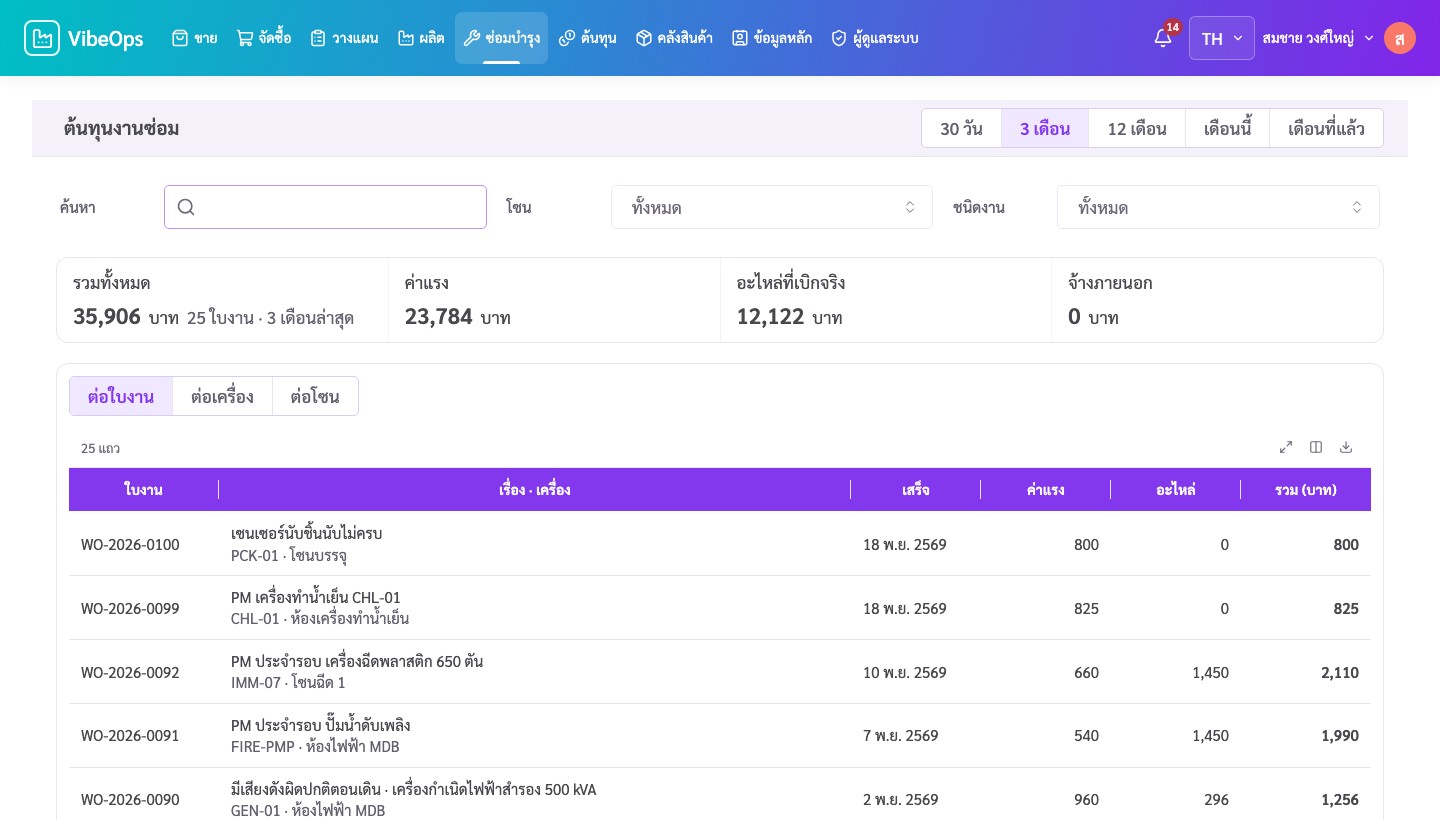 VibeOps
ขาย
จัดซื้อ
วางแผน
ผลิต
ซ่อมบำรุง
ต้นทุน
คลังสินค้า
ข้อมูลหลัก
ผู้ดูแลระบบ
14
TH
สมชาย วงศ์ใหญ่
ส
ต้นทุนงานซ่อม
30 วัน
3 เดือน
12 เดือน
เดือนนี้
เดือนที่แล้ว
ค้นหา
โซน
ทั้งหมด
ชนิดงาน
ทั้งหมด
รวมทั้งหมด
35,906 บาท 25 ใบงาน · 3 เดือนล่าสุด
ค่าแรง
23,784 บาท
อะไหล่ที่เบิกจริง
12,122 บาท
จ้างภายนอก
0 บาท
ต่อใบงาน
ต่อเครื่อง
ต่อโซน
25 แถว
ใบงาน เรื่อง · เครื่อง เสร็จ ค่าแรง อะไหล่ รวม (บาท)
WO-2026-0100 เซนเซอร์นับชิ้นนับไม่ครบ 18 พ.ย. 2569 800 0 800
PCK-01 · โซนบรรจุ
WO-2026-0099 PM เครื่องทำน้ำเย็น CHL-01 18 พ.ย. 2569 825 0 825
CHL-01 · ห้องเครื่องทำน้ำเย็น
WO-2026-0092 PM ประจำรอบ เครื่องฉีดพลาสติก 650 ตัน 10 พ.ย. 2569 660 1,450 2,110
IMM-07 · โซนฉีด 1
WO-2026-0091 PM ประจำรอบ ปั๊มน้ำดับเพลิง 7 พ.ย. 2569 540 1,450 1,990
FIRE-PMP · ห้องไฟฟ้า MDB
WO-2026-0090 มีเสียงดังผิดปกติตอนเดิน · เครื่องกำเนิดไฟฟ้าสำรอง 500 kVA 2 พ.ย. 2569 960 296 1,256
GEN-01 · ห้องไฟฟ้า MDB